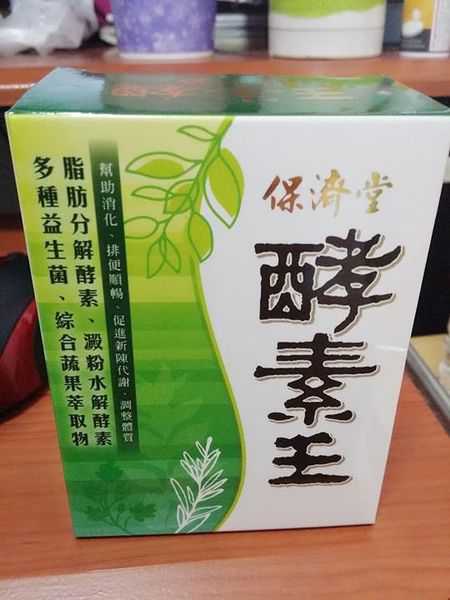 保濟堂
酵素王
幫助消化、排便順暢、促進新陳代謝、調整體質
脂肪分解酵素、澱粉水解酵素
多種益生菌、綜合蔬果萃取物